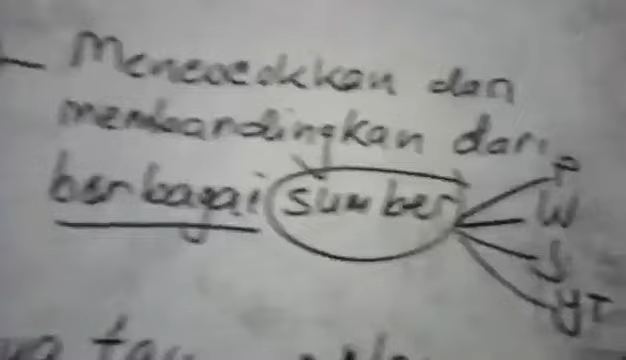 - Mencocokkan dan
membandingkan dari
berbagai sumber
P
W
J
YT